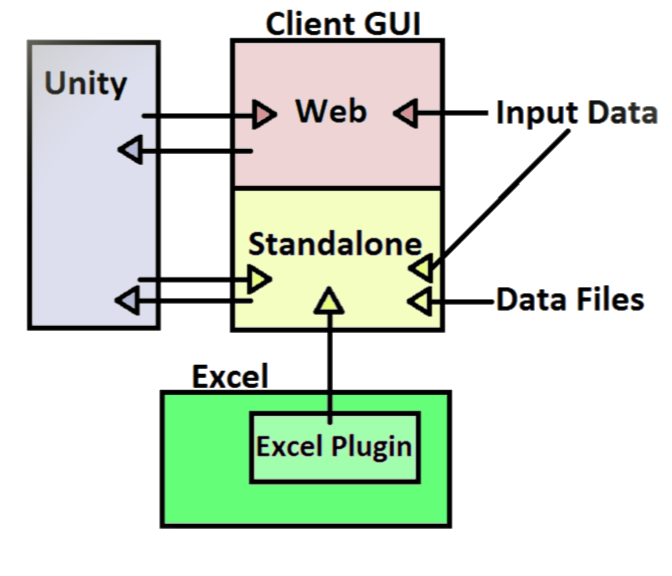 Client GUI
Unity
Web
Input Data
Standalone
Data Files
Excel
Excel Plugin